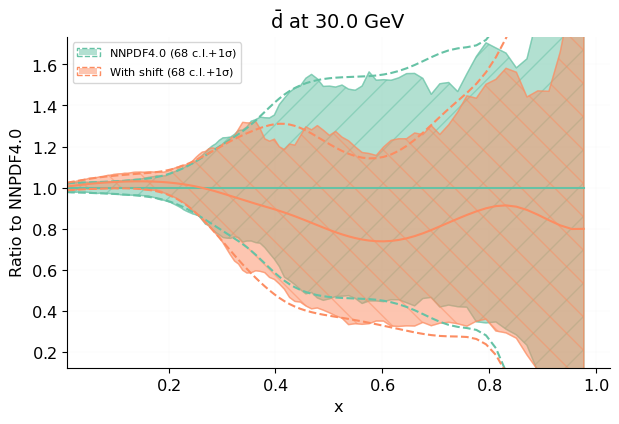 d̄ at 30.0 GeV
NNPDF4.0 (68 c.l.+1σ)
With shift (68 c.l.+1σ)
Ratio to NNPDF4.0
1.6
1.4
1.2
1.0
0.8
0.6
0.4
0.2
0.2 0.4 0.6 0.8 1.0
x